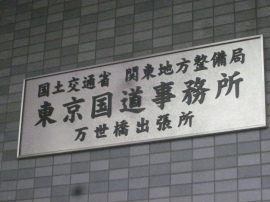 国土交通省 関東地方整備局
東京国道事務所
万世橋出張所